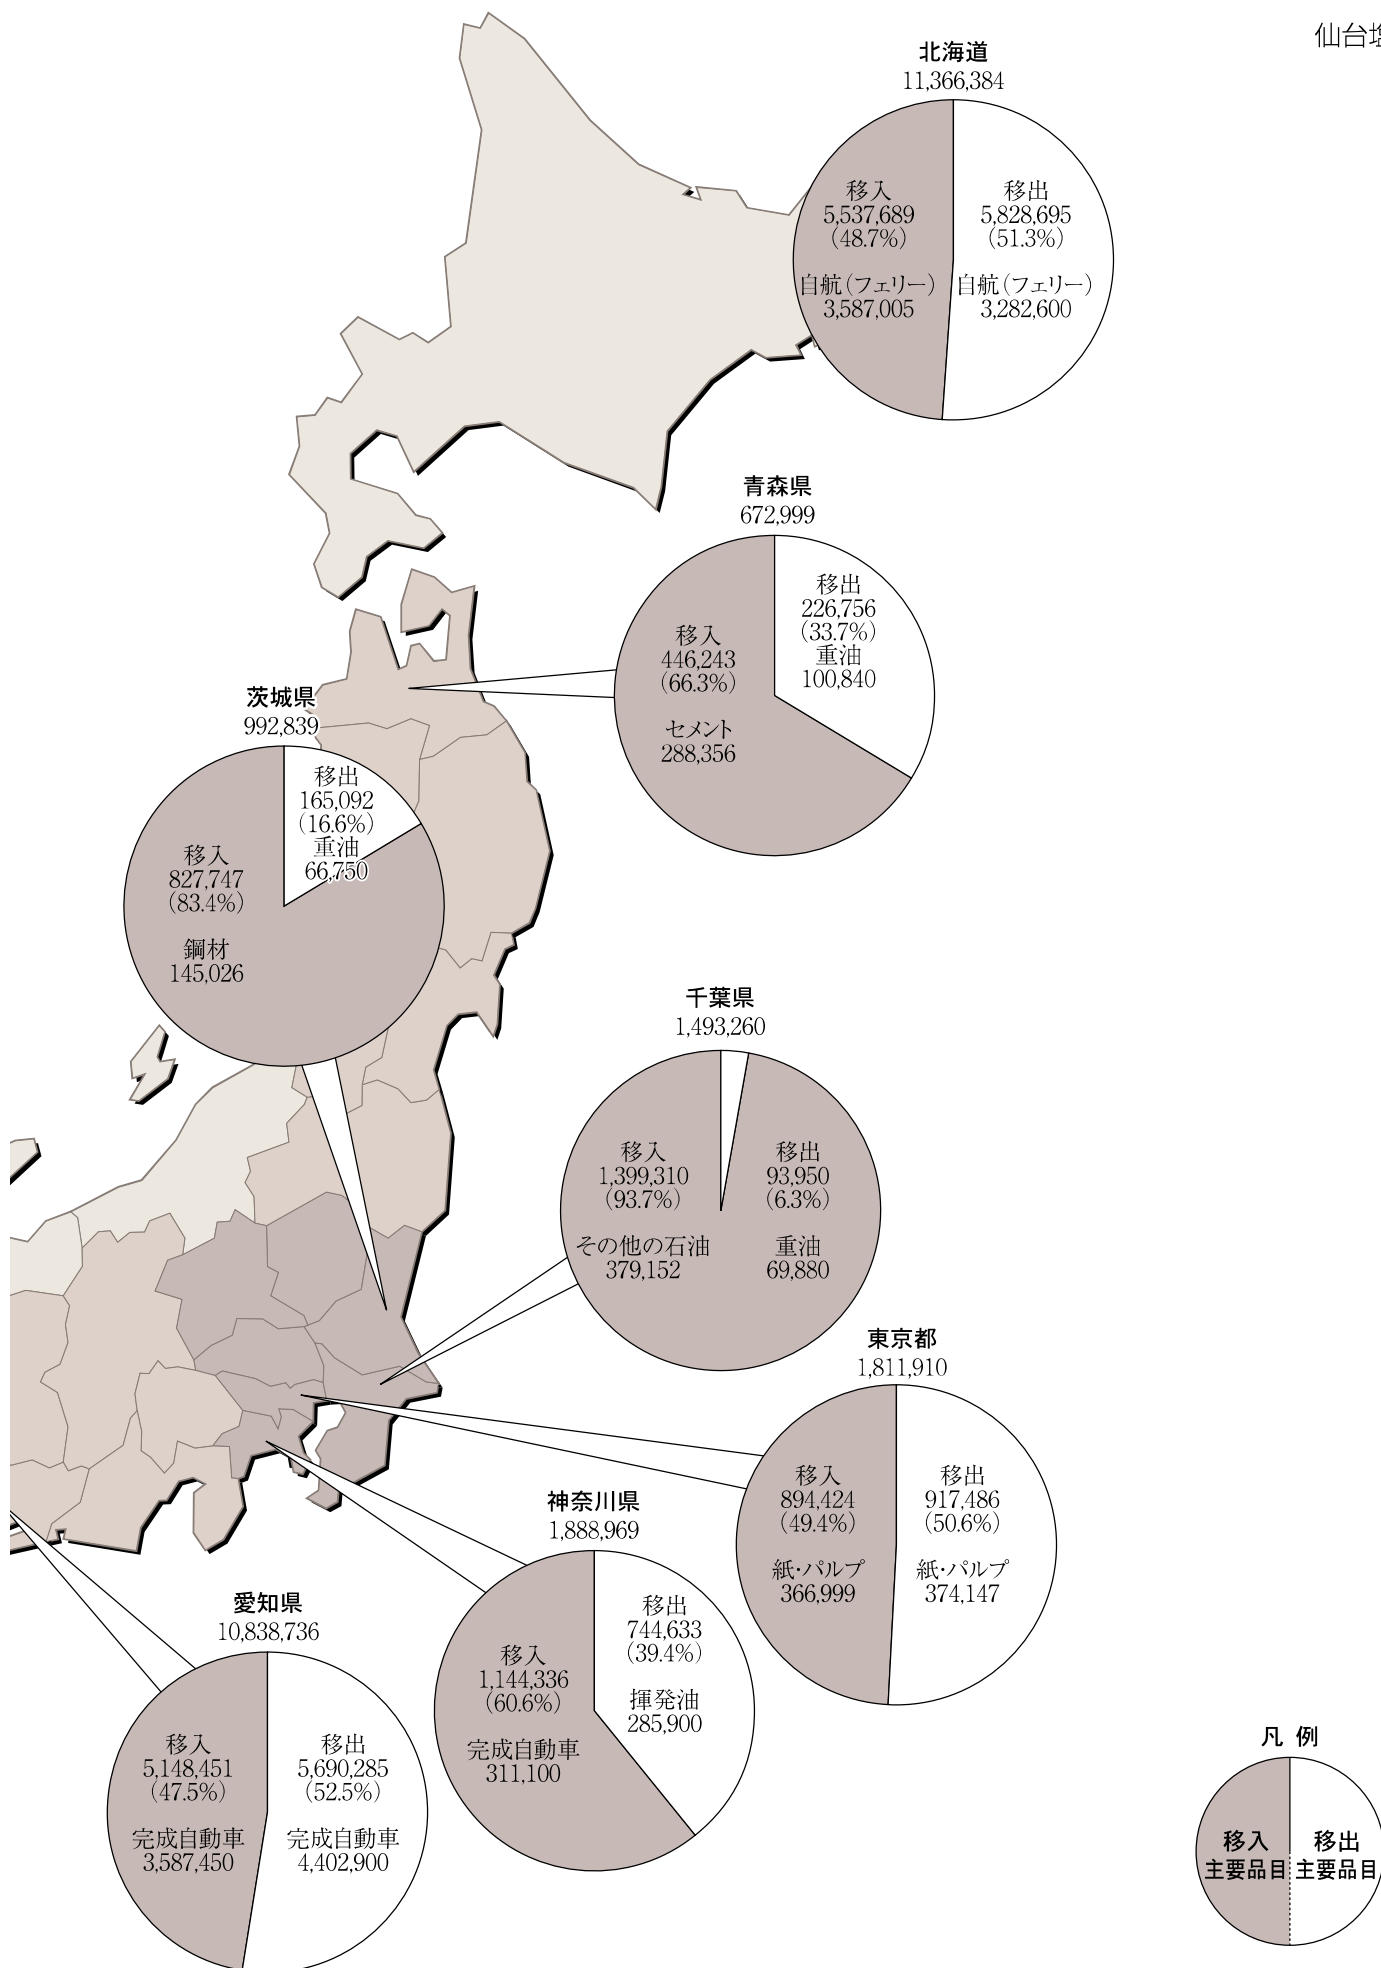 仙台塩
北海道
11,366,384
移入
5,537,689
(48.7%)
自航（フェリー）
3,587,005
移出
5,828,695
(51.3%)
自航（フェリー）
3,282,600
青森県
672,999
移出
226,756
(33.7%)
重油
100,840
移入
446,243
(66.3%)
セメント
288,356
茨城県
992,839
移出
165,092
(16.6%)
重油
66,750
移入
827,747
(83.4%)
鋼材
145,026
千葉県
1,493,260
移入
1,399,310
(93.7%)
その他の石油
379,152
移出
93,950
(6.3%)
重油
69,880
東京都
1,811,910
移入
894,424
(49.4%)
紙・パルプ
366,999
移出
917,486
(50.6%)
紙・パルプ
374,147
神奈川県
1,888,969
移出
744,633
(39.4%)
揮発油
285,900
移入
1,144,336
(60.6%)
完成自動車
311,100
愛知県
10,838,736
移入
5,148,451
(47.5%)
完成自動車
3,587,450
移出
5,690,285
(52.5%)
完成自動車
4,402,900
凡 例
移入
主要品目
移出
主要品目